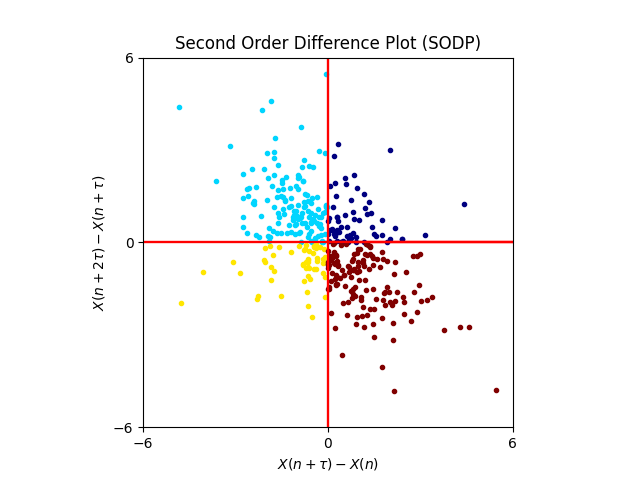 Second Order Difference Plot (SODP)
6
0
−6
X(n + 2τ) − X(n + τ)
−6
0
6
X(n + τ) − X(n)